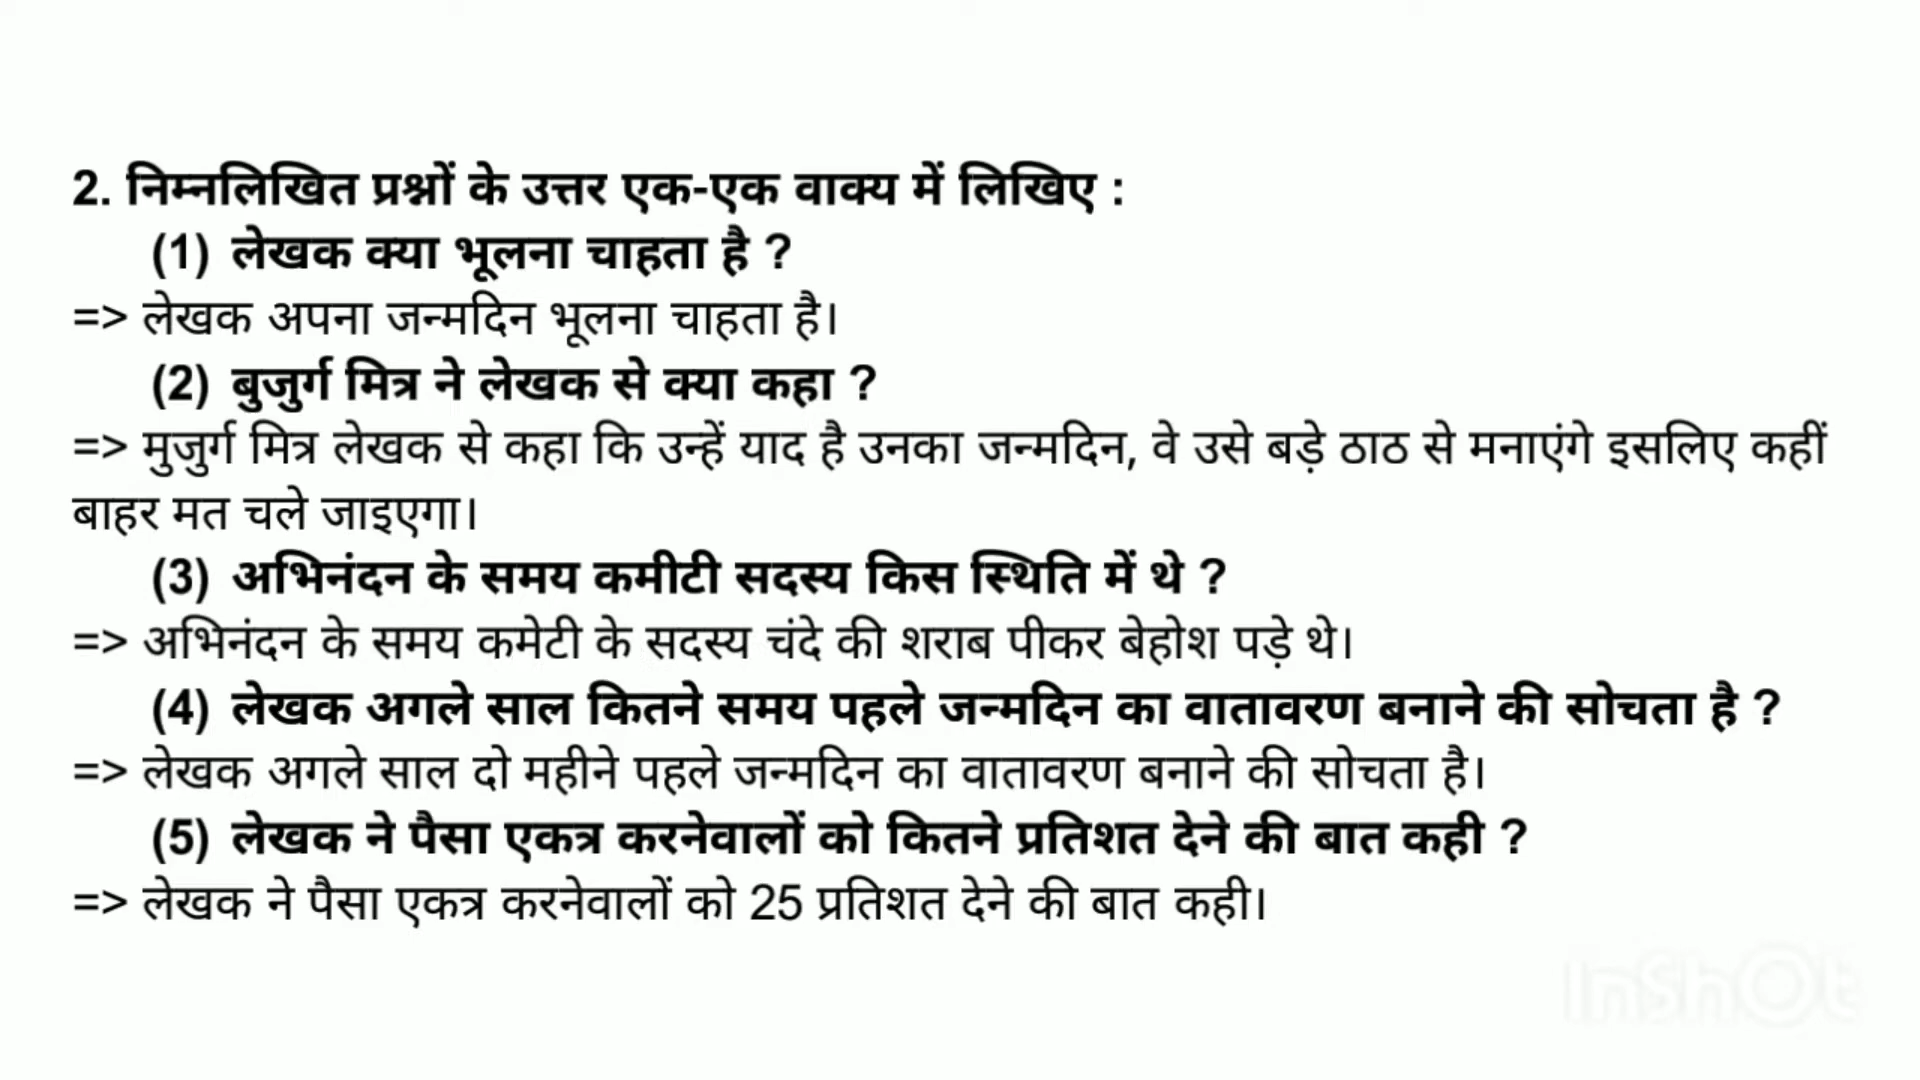 2. निम्नलिखित प्रश्नों के उत्तर एक-एक वाक्य में लिखिए :
(1) लेखक क्या भूलना चाहता है ?
=> लेखक अपना जन्मदिन भूलना चाहता है।
(2) बुजुर्ग मित्र ने लेखक से क्या कहा ?
=> मुजुर्ग मित्र लेखक से कहा कि उन्हें याद है उनका जन्मदिन, वे उसे बड़े ठाठ से मनाएंगे इसलिए कहीं
बाहर मत चले जाइएगा।
(3) अभिनंदन के समय कमीटी सदस्य किस स्थिति में थे ?
=> अभिनंदन के समय कमेटी के सदस्य चंदे की शराब पीकर बेहोश पड़े थे।
(4) लेखक अगले साल कितने समय पहले जन्मदिन का वातावरण बनाने की सोचता है ?
=> लेखक अगले साल दो महीने पहले जन्मदिन का वातावरण बनाने की सोचता है।
(5) लेखक ने पैसा एकत्र करनेवालों को कितने प्रतिशत देने की बात कही ?
=> लेखक ने पैसा एकत्र करनेवालों को 25 प्रतिशत देने की बात कही।
InShOt